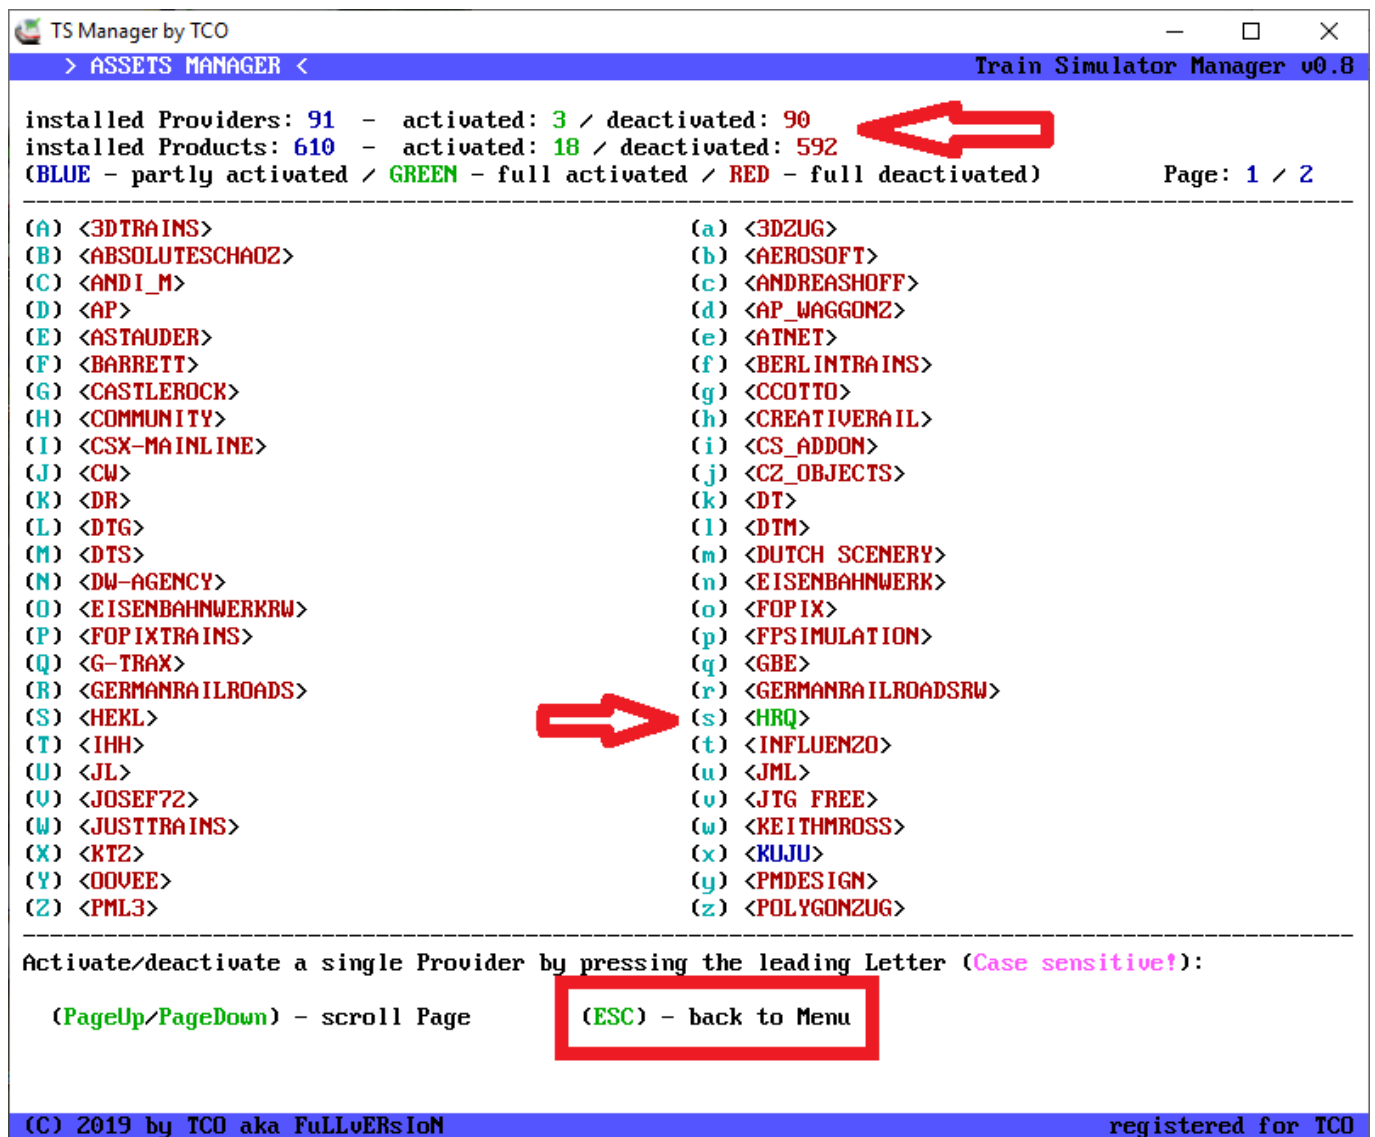 TS Manager by TCO
> ASSETS MANAGER < Train Simulator Manager v0.8
installed Providers: 91 - activated: 3 / deactivated: 90
installed Products: 610 - activated: 18 / deactivated: 592
(BLUE - partly activated / GREEN - full activated / RED - full deactivated) Page: 1 / 2
(A) <3DTRAINS> (a) <3DZUG>
(B) <ABSOLUTESCHAOZ> (b) <AEROSOFT>
(C) <ANDI_M> (c) <ANDREASHOFF>
(D) <AP> (d) <AP_WAGGONZ>
(E) <ASTAUDER> (e) <ATNET>
(F) <BARRETT> (f) <BERLINTRAINS>
(G) <CASTLEROCK> (g) <CCOTTO>
(H) <COMMUNITY> (h) <CREATIVERAIL>
(I) <CSX-MAINLINE> (i) <CS_ADDON>
(J) <CW> (j) <CZ_OBJECTS>
(K) <DR> (k) <DT>
(L) <DTG> (l) <DTM>
(M) <DTS> (m) <DUTCH SCENERY>
(N) <DW-AGENCY> (n) <EISENBAHNWERK>
(O) <EISENBAHNWERKRW> (o) <FOPIX>
(P) <FOPIXTRAINS> (p) <FPSIMULATION>
(Q) <G-TRAX> (q) <GBE>
(R) <GERMANRAILROADS> (r) <GERMANRAILROADSRW>
(S) <HEKL> (s) <HRQ>
(T) <IHH> (t) <INFLUENZO>
(U) <JL> (u) <JML>
(V) <JOSEF72> (v) <JTG FREE>
(W) <JUSTTRAINS> (w) <KEITHMROSS>
(X) <KTZ> (x) <KUJU>
(Y) <OOVEE> (y) <PMDESIGN>
(Z) <PML3> (z) <POLYGONZUG>
Activate/deactivate a single Provider by pressing the leading Letter (Case sensitive!):
(PageUp/PageDown) - scroll Page (ESC) - back to Menu
(C) 2019 by TCO aka FuLLvERsIoN registered for TCO